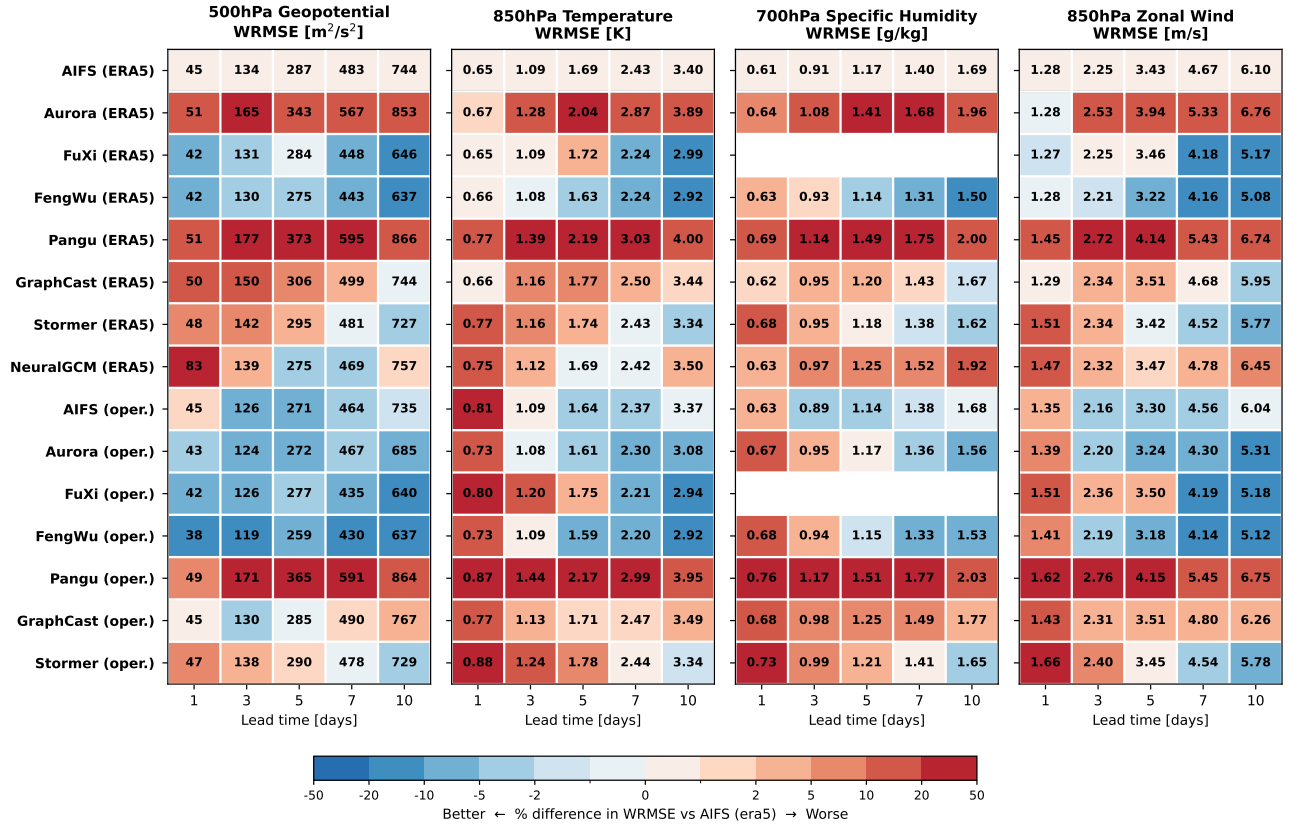 500hPa Geopotential
WRMSE [m²/s²]
850hPa Temperature
WRMSE [K]
700hPa Specific Humidity
WRMSE [g/kg]
850hPa Zonal Wind
WRMSE [m/s]
AIFS (ERA5) 45 134 287 483 744 0.65 1.09 1.69 2.43 3.40 0.61 0.91 1.17 1.40 1.69 1.28 2.25 3.43 4.67 6.10
Aurora (ERA5) 51 165 343 567 853 0.67 1.28 2.04 2.87 3.89 0.64 1.08 1.41 1.68 1.96 1.28 2.53 3.94 5.33 6.76
FuXi (ERA5) 42 131 284 448 646 0.65 1.09 1.72 2.24 2.99 1.27 2.25 3.46 4.18 5.17
FengWu (ERA5) 42 130 275 443 637 0.66 1.08 1.63 2.24 2.92 0.63 0.93 1.14 1.31 1.50 1.28 2.21 3.22 4.16 5.08
Pangu (ERA5) 51 177 373 595 866 0.77 1.39 2.19 3.03 4.00 0.69 1.14 1.49 1.75 2.00 1.45 2.72 4.14 5.43 6.74
GraphCast (ERA5) 50 150 306 499 744 0.66 1.16 1.77 2.50 3.44 0.62 0.95 1.20 1.43 1.67 1.29 2.34 3.51 4.68 5.95
Stormer (ERA5) 48 142 295 481 727 0.77 1.16 1.74 2.43 3.34 0.68 0.95 1.18 1.38 1.62 1.51 2.34 3.42 4.52 5.77
NeuralGCM (ERA5) 83 139 275 469 757 0.75 1.12 1.69 2.42 3.50 0.63 0.97 1.25 1.52 1.92 1.47 2.32 3.47 4.78 6.45
AIFS (oper.) 45 126 271 464 735 0.81 1.09 1.64 2.37 3.37 0.63 0.89 1.14 1.38 1.68 1.35 2.16 3.30 4.56 6.04
Aurora (oper.) 43 124 272 467 685 0.73 1.08 1.61 2.30 3.08 0.67 0.95 1.17 1.36 1.56 1.39 2.20 3.24 4.30 5.31
FuXi (oper.) 42 126 277 435 640 0.80 1.20 1.75 2.21 2.94 1.51 2.36 3.50 4.19 5.18
FengWu (oper.) 38 119 259 430 637 0.73 1.09 1.59 2.20 2.92 0.68 0.94 1.15 1.33 1.53 1.41 2.19 3.18 4.14 5.12
Pangu (oper.) 49 171 365 591 864 0.87 1.44 2.17 2.99 3.95 0.76 1.17 1.51 1.77 2.03 1.62 2.76 4.15 5.45 6.75
GraphCast (oper.) 45 130 285 490 767 0.77 1.13 1.71 2.47 3.49 0.68 0.98 1.25 1.49 1.77 1.43 2.31 3.51 4.80 6.26
Stormer (oper.) 47 138 290 478 729 0.88 1.24 1.78 2.44 3.34 0.73 0.99 1.21 1.41 1.65 1.66 2.40 3.45 4.54 5.78
1 3 5 7 10 1 3 5 7 10 1 3 5 7 10 1 3 5 7 10
Lead time [days] Lead time [days] Lead time [days] Lead time [days]
-50 -20 -10 -5 -2 0 2 5 10 20 50
Better ← % difference in WRMSE vs AIFS (era5) → Worse